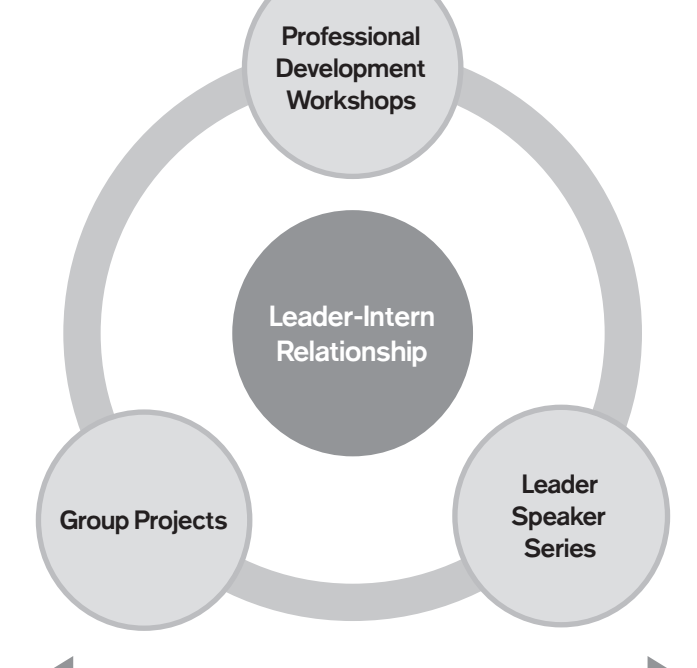 Professional
Development
Workshops
Leader-Intern
Relationship
Group Projects
Leader
Speaker
Series